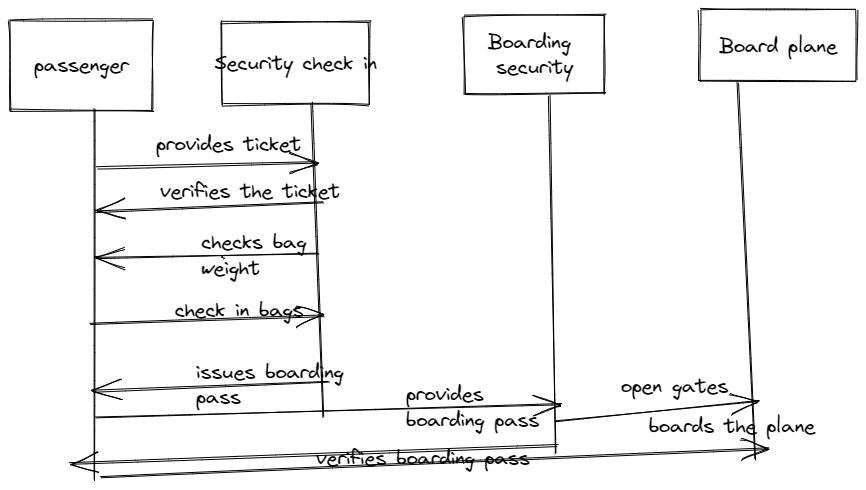 passenger
Security check in
Boarding
security
Board plane
provides ticket
verifies the ticket
checks bag
weight
check in bags
issues boarding
pass
provides
boarding pass
open gates
boards the plane
verifies boarding pass